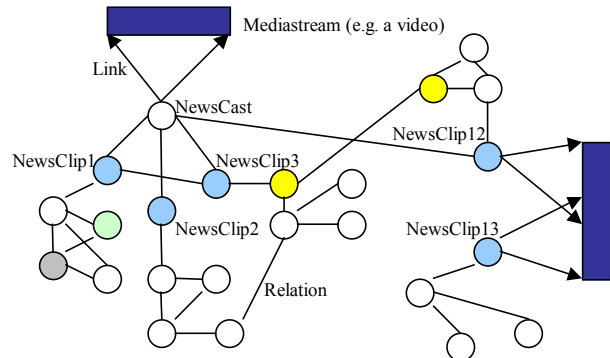 Mediastream (e.g. a video)
Link
NewsCast
NewsClip1
NewsClip3
NewsClip12
NewsClip2
NewsClip13
Relation